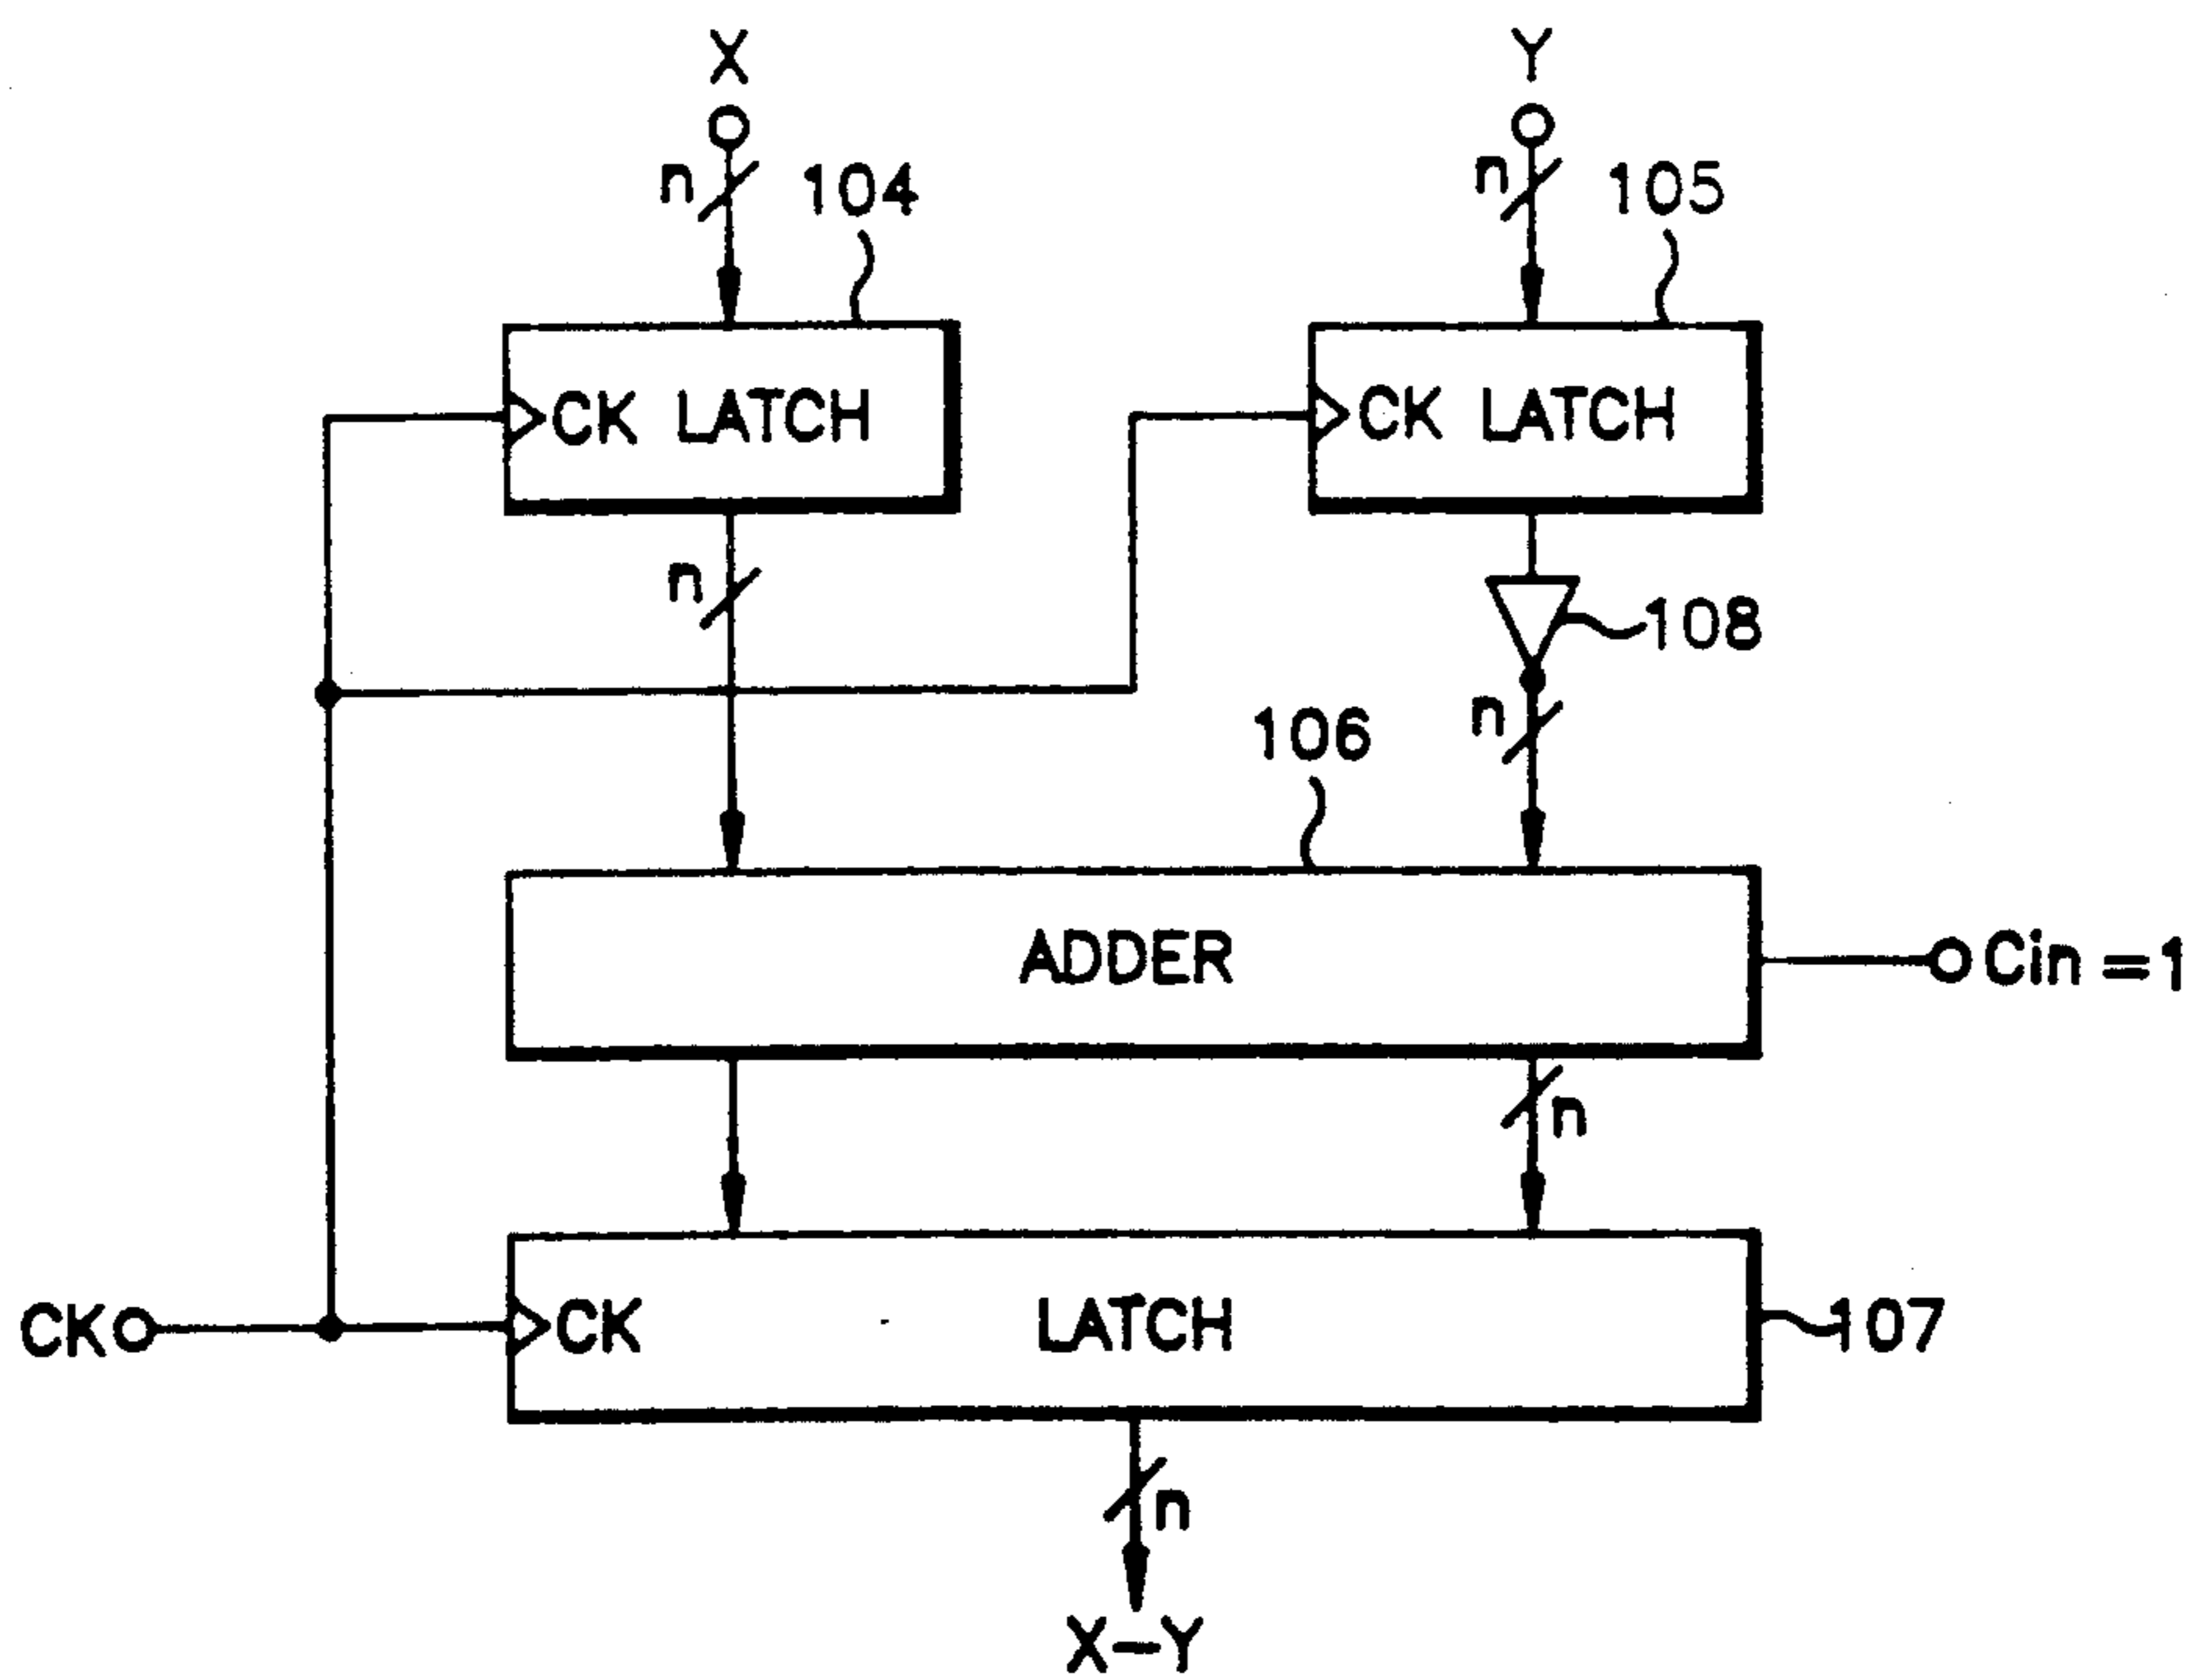 X Y
n 104 n 105
CK LATCH CK LATCH
n 108
106 n
ADDER Cin=1
n
CK CK LATCH 107
n
X-Y